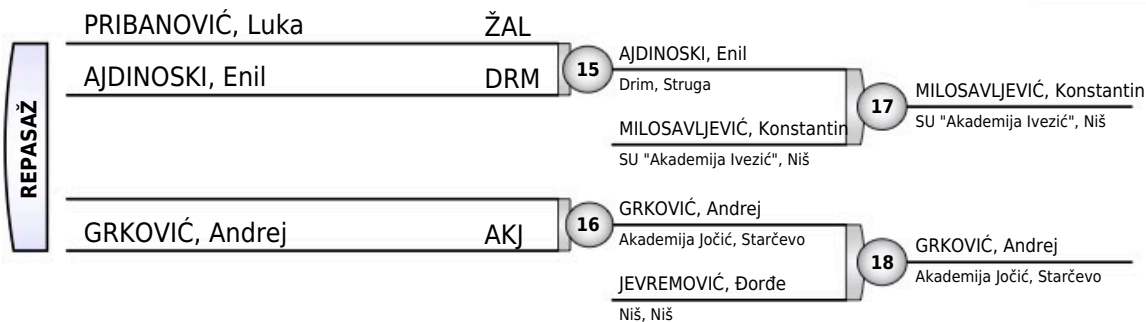 REPASAŽ
PRIBANOVIĆ, Luka ŽAL
AJDINOSKI, Enil DRM
15
AJDINOSKI, Enil
Drim, Struga
MILOSAVLJEVIĆ, Konstantin
SU "Akademija Ivezić", Niš
17
MILOSAVLJEVIĆ, Konstantin
SU "Akademija Ivezić", Niš
GRKOVIĆ, Andrej AKJ
16
GRKOVIĆ, Andrej
Akademija Jočić, Starčevo
JEVREMOVIĆ, Đorđe
Niš, Niš
18
GRKOVIĆ, Andrej
Akademija Jočić, Starčevo